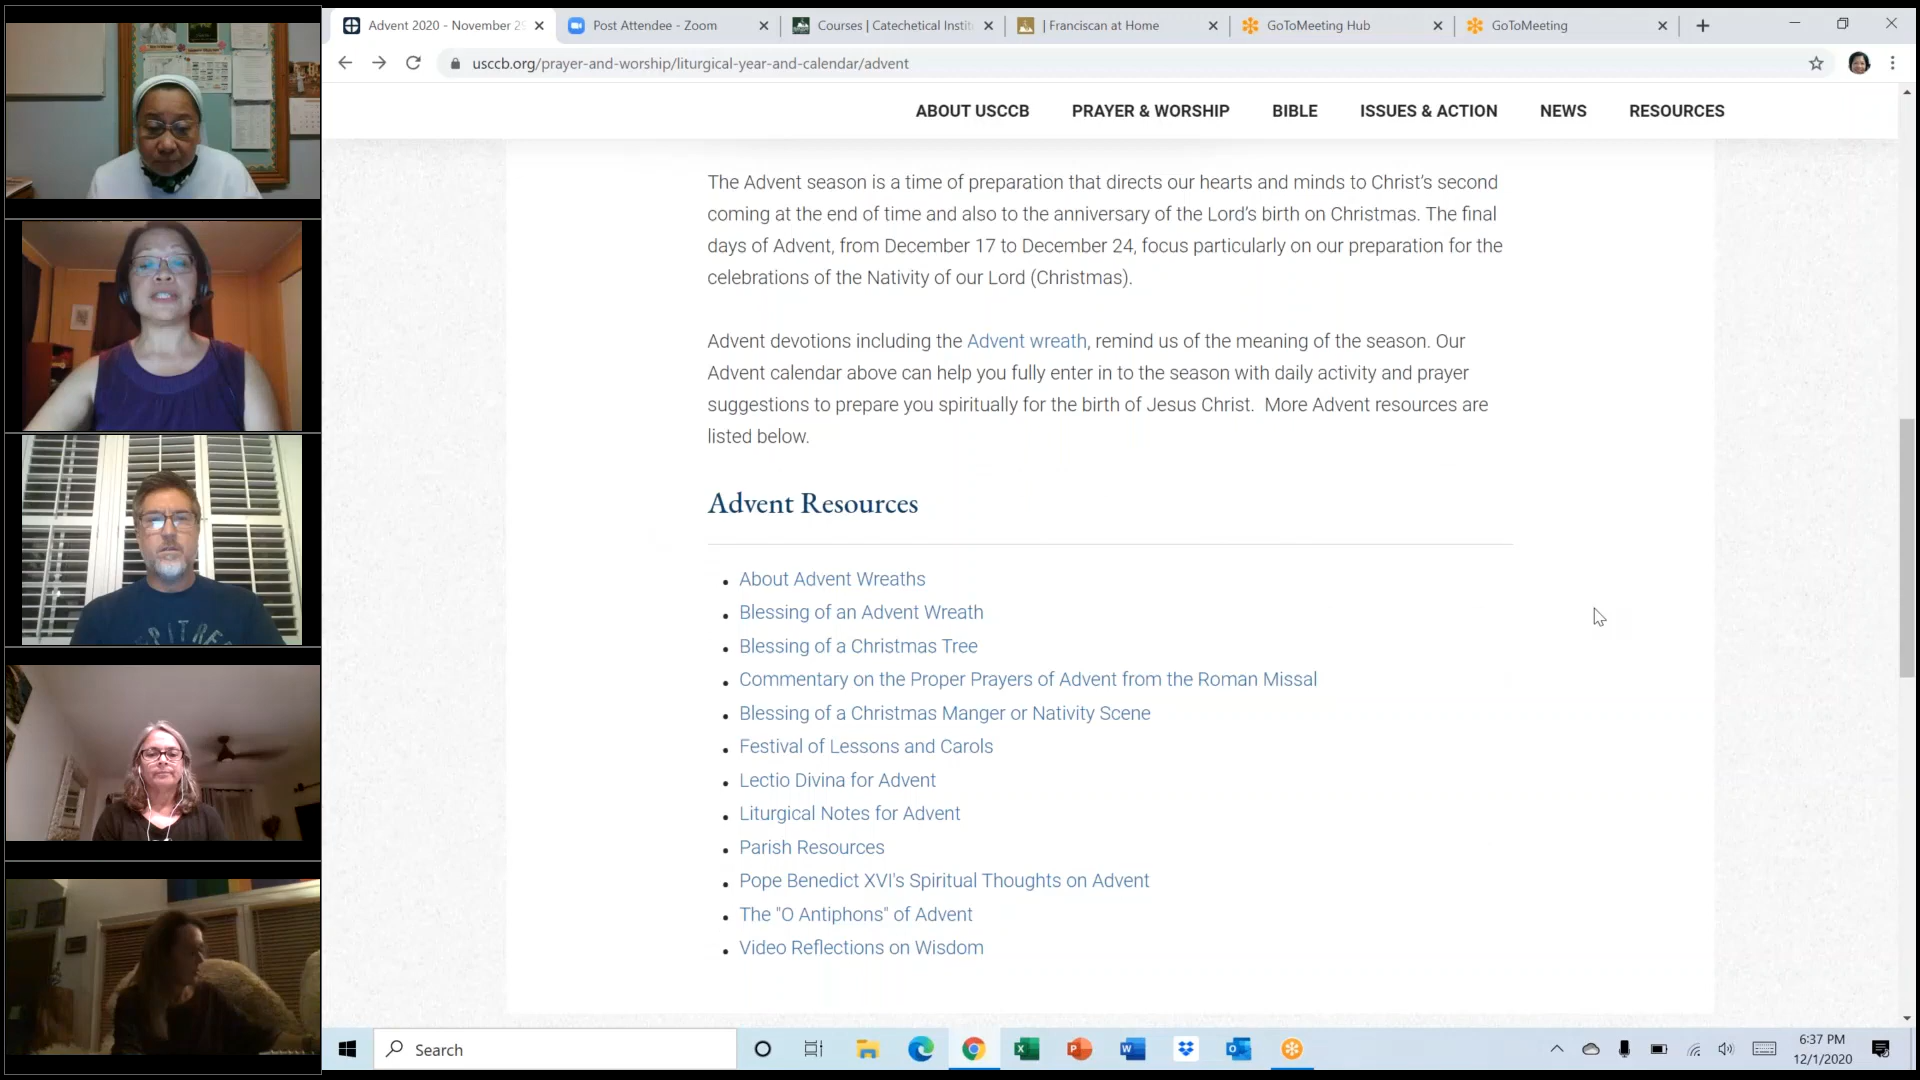 Advent 2020 - November 2
Post Attendee - Zoom
Courses | Catechetical Instit
| Franciscan at Home
GoToMeeting Hub
GoToMeeting
usccb.org/prayer-and-worship/liturgical-year-and-calendar/advent
ABOUT USCCB PRAYER & WORSHIP BIBLE ISSUES & ACTION NEWS RESOURCES
The Advent season is a time of preparation that directs our hearts and minds to Christ's second
coming at the end of time and also to the anniversary of the Lord's birth on Christmas. The final
days of Advent, from December 17 to December 24, focus particularly on our preparation for the
celebrations of the Nativity of our Lord (Christmas).
Advent devotions including the Advent wreath, remind us of the meaning of the season. Our
Advent calendar above can help you fully enter in to the season with daily activity and prayer
suggestions to prepare you spiritually for the birth of Jesus Christ. More Advent resources are
listed below.
Advent Resources
About Advent Wreaths
Blessing of an Advent Wreath
Blessing of a Christmas Tree
Commentary on the Proper Prayers of Advent from the Roman Missal
Blessing of a Christmas Manger or Nativity Scene
Festival of Lessons and Carols
Lectio Divina for Advent
Liturgical Notes for Advent
Parish Resources
Pope Benedict XVI's Spiritual Thoughts on Advent
The "O Antiphons" of Advent
Video Reflections on Wisdom
Search
6:37 PM
12/1/2020